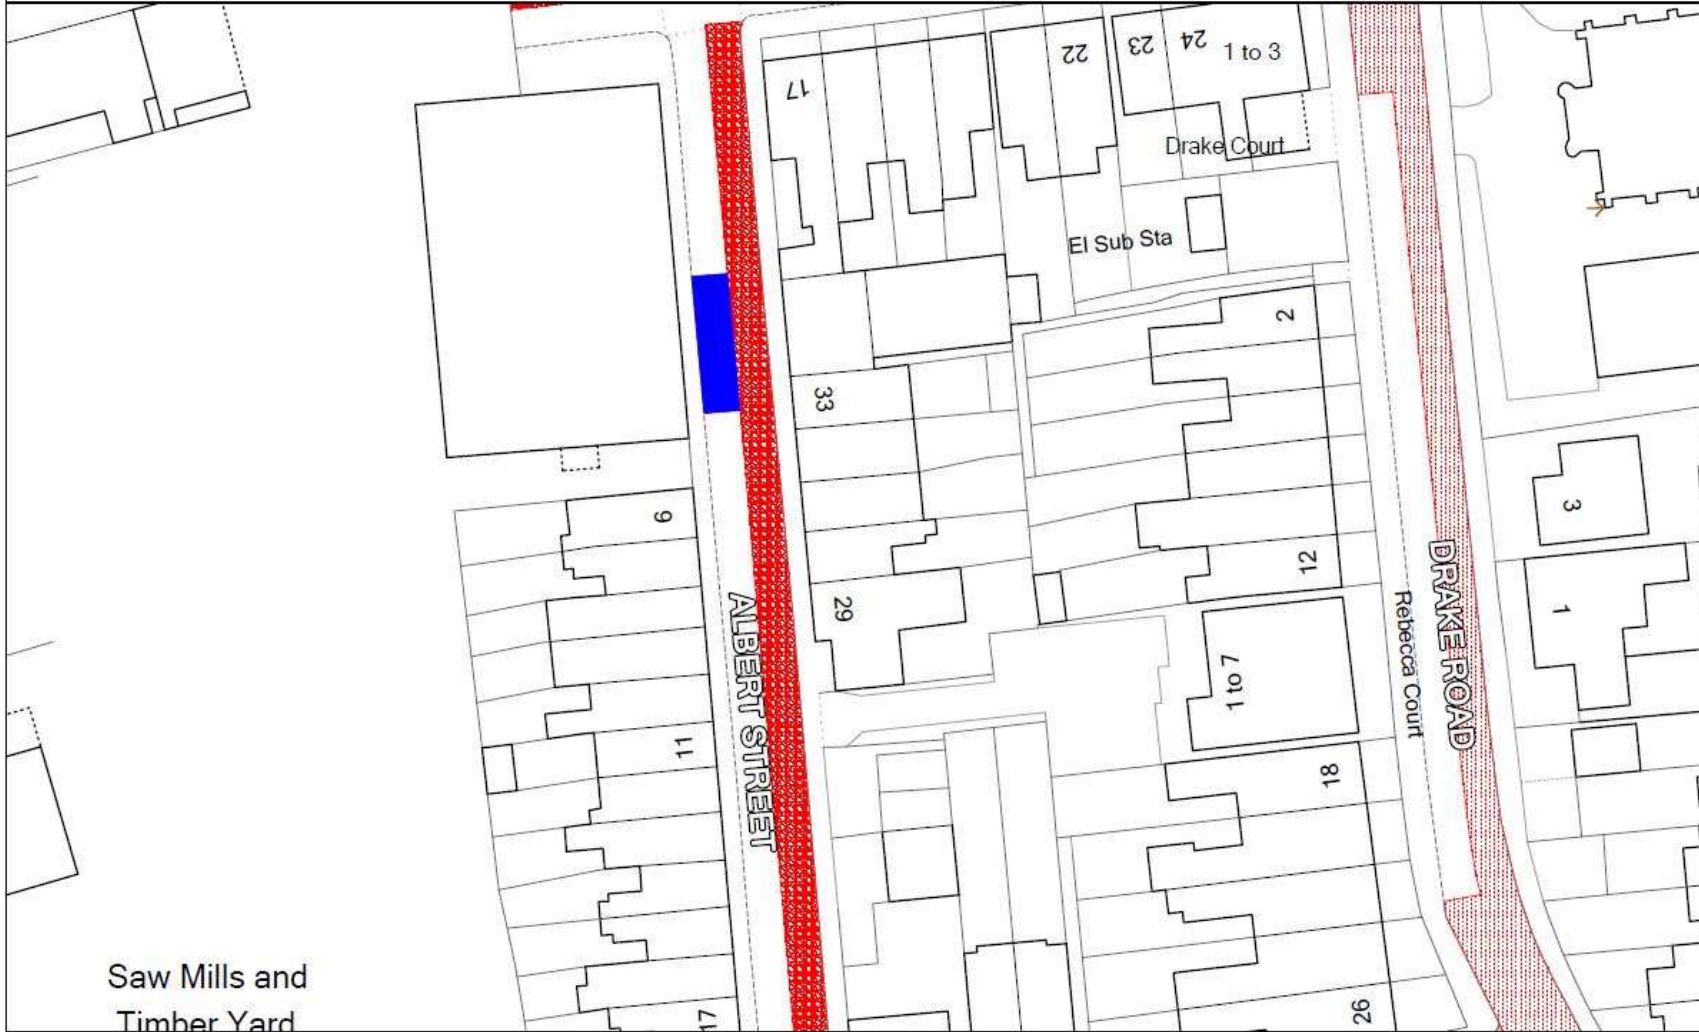 17
22
23
24
1 to 3
Drake Court
El Sub Sta
2
33
6
3
12
29
1
ALBERT STREET
DRAKE ROAD
Rebecca Court
1 to 7
11
18
Saw Mills and
Timber Yard
17
26